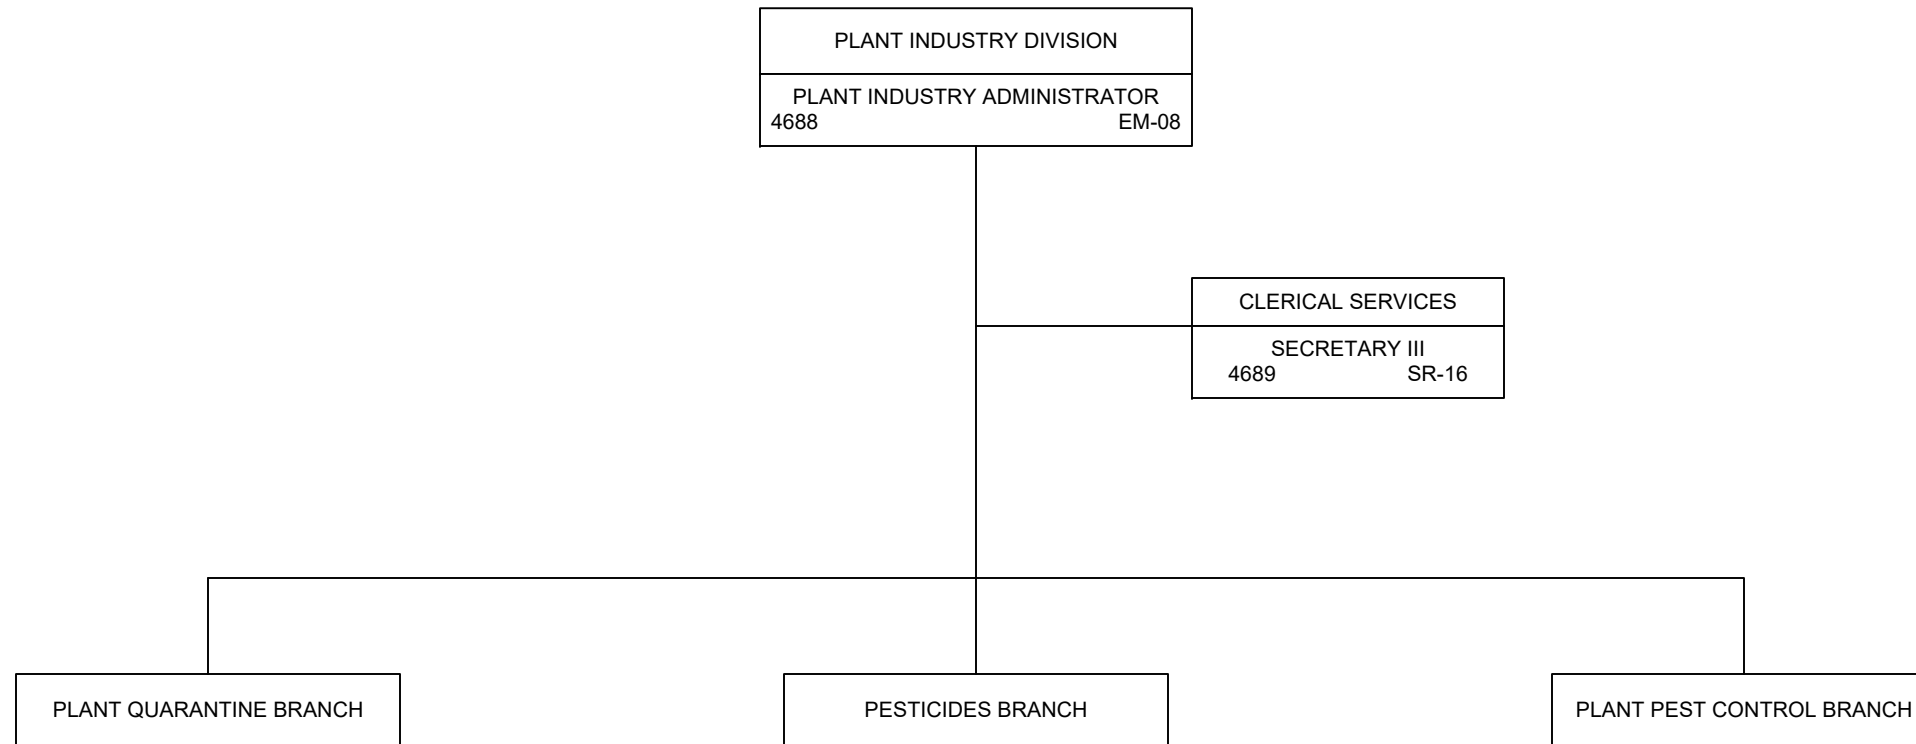 PLANT INDUSTRY DIVISION
PLANT INDUSTRY ADMINISTRATOR
4688 EM-08
CLERICAL SERVICES
SECRETARY III
4689 SR-16
PLANT QUARANTINE BRANCH
PESTICIDES BRANCH
PLANT PEST CONTROL BRANCH